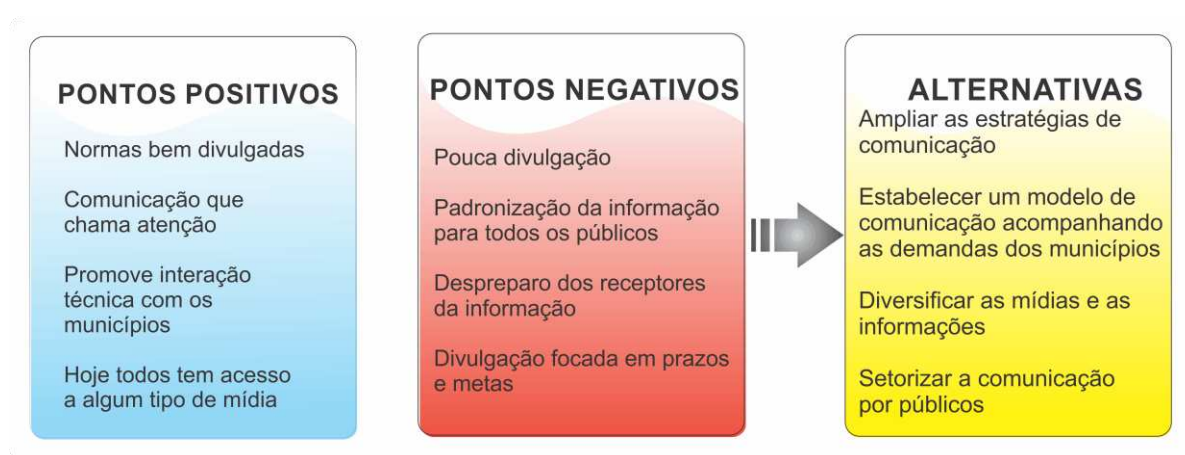 PONTOS POSITIVOS
Normas bem divulgadas
Comunicação que
chama atenção
Promove interação
técnica com os
municípios
Hoje todos tem acesso
a algum tipo de mídia
PONTOS NEGATIVOS
Pouca divulgação
Padronização da informação
para todos os públicos
Despreparo dos receptores
da informação
Divulgação focada em prazos
e metas
ALTERNATIVAS
Ampliar as estratégias de
comunicação
Estabelecer um modelo de
comunicação acompanhando
as demandas dos municípios
Diversificar as mídias e as
informações
Setorizar a comunicação
por públicos